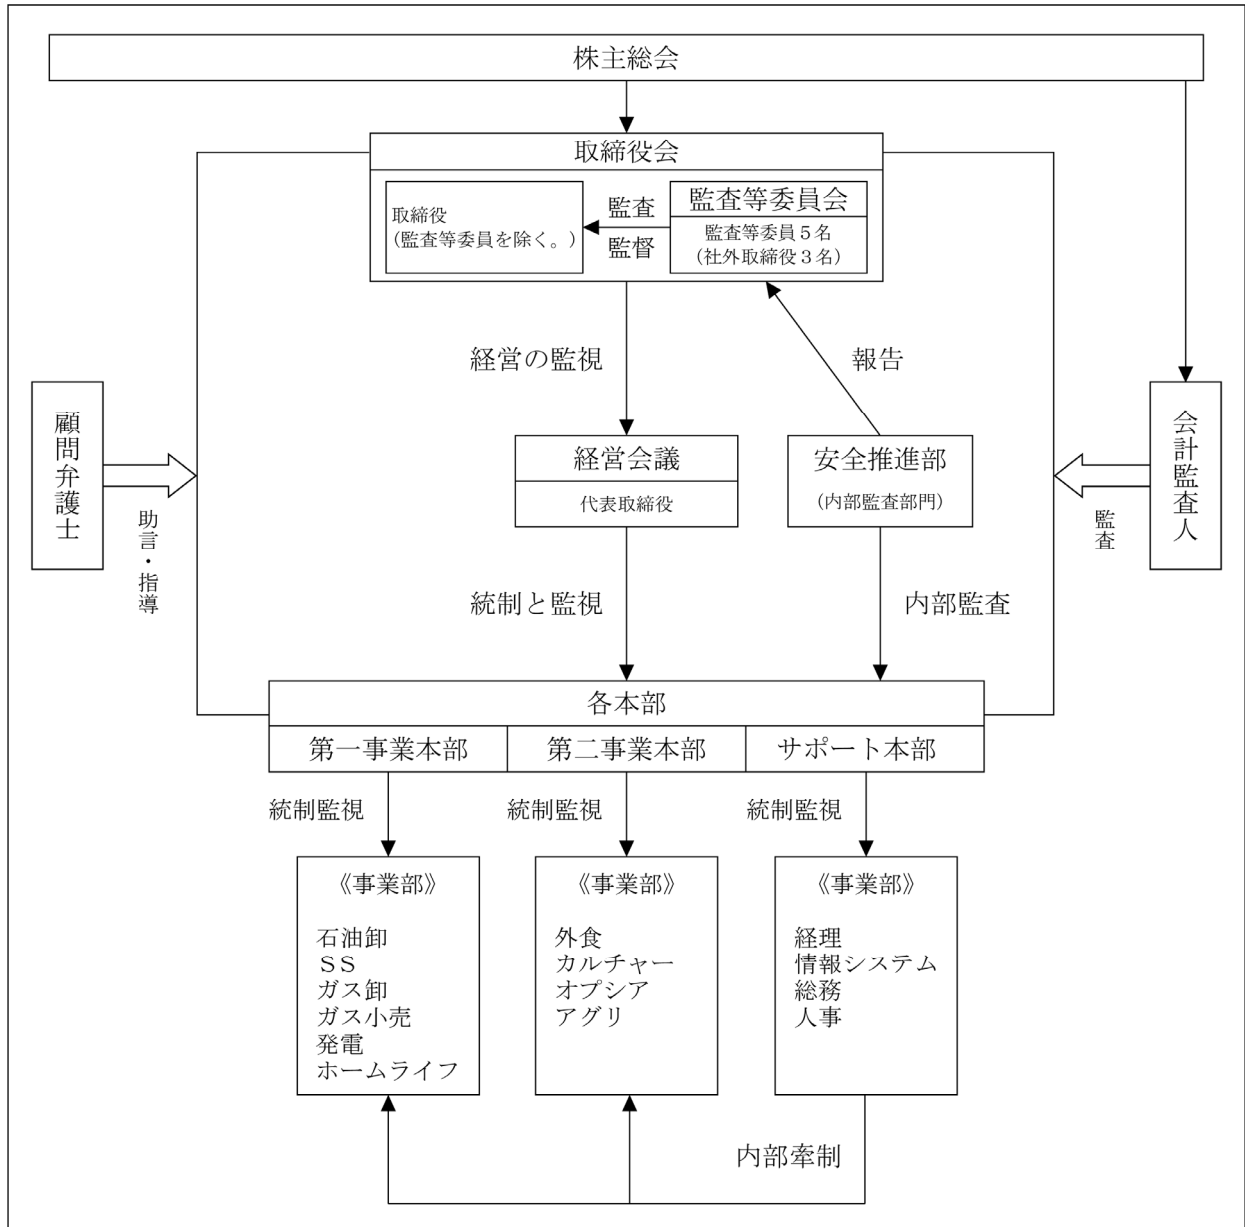 株主総会
取締役会
取締役
(監査等委員を除く。)
監査
監督
監査等委員会
監査等委員５名
(社外取締役３名)
経営の監視
報告
顧問弁護士
助言・指導
経営会議
代表取締役
安全推進部
(内部監査部門)
会計監査人
監査
統制と監視
内部監査
各本部
第一事業本部
第二事業本部
サポート本部
統制監視
統制監視
統制監視
《事業部》
石油卸
ＳＳ
ガス卸
ガス小売
発電
ホームライフ
《事業部》
外食
カルチャー
オプシア
アグリ
《事業部》
経理
情報システム
総務
人事
内部牽制